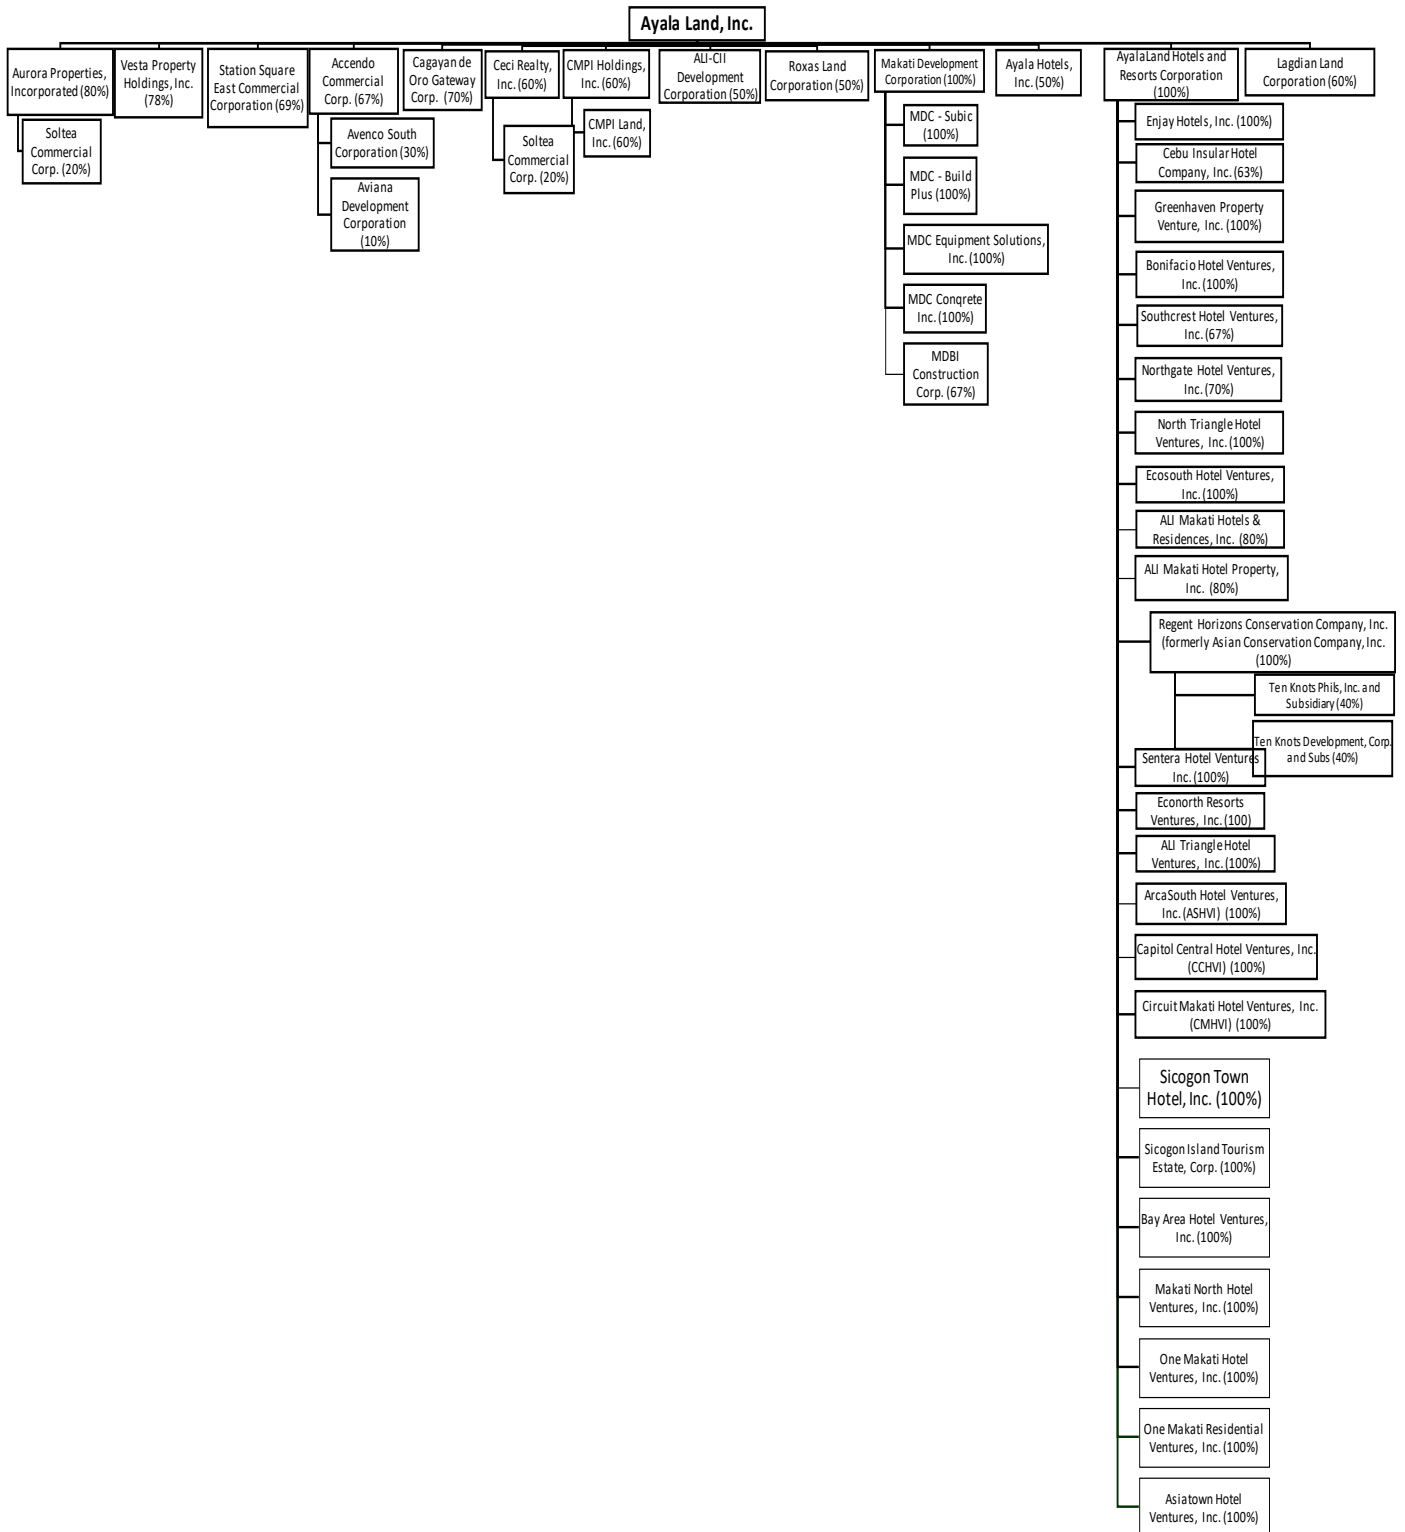 Ayala Land, Inc.
Aurora Properties,
Incorporated (80%)
Soltea
Commercial
Corp. (20%)
Vesta Property
Holdings, Inc.
(78%)
Station Square
East Commercial
Corporation (69%)
Accendo
Commercial
Corp. (67%)
Avenco South
Corporation (30%)
Aviana
Development
Corporation
(10%)
Cagayan de
Oro Gateway
Corp. (70%)
Ceci Realty,
Inc. (60%)
Soltea
Commercial
Corp. (20%)
CMPI Holdings,
Inc. (60%)
CMPI Land,
Inc. (60%)
ALI-CII
Development
Corporation (50%)
Roxas Land
Corporation (50%)
Makati Development
Corporation (100%)
MDC - Subic
(100%)
MDC - Build
Plus (100%)
MDC Equipment Solutions,
Inc. (100%)
MDC Conqrete
Inc. (100%)
MDBI
Construction
Corp. (67%)
Ayala Hotels,
Inc. (50%)
AyalaLand Hotels and
Resorts Corporation
(100%)
Enjay Hotels, Inc. (100%)
Cebu Insular Hotel
Company, Inc. (63%)
Greenhaven Property
Venture, Inc. (100%)
Bonifacio Hotel Ventures,
Inc. (100%)
Southcrest Hotel Ventures,
Inc. (67%)
Northgate Hotel Ventures,
Inc. (70%)
North Triangle Hotel
Ventures, Inc. (100%)
Ecosouth Hotel Ventures,
Inc. (100%)
ALI Makati Hotels &
Residences, Inc. (80%)
ALI Makati Hotel Property,
Inc. (80%)
Regent Horizons Conservation Company, Inc.
(formerly Asian Conservation Company, Inc.
(100%)
Ten Knots Phils, Inc. and
Subsidiary (40%)
Ten Knots Development, Corp.
and Subs (40%)
Sentera Hotel Ventures
Inc. (100%)
Econorth Resorts
Ventures, Inc. (100)
ALI Triangle Hotel
Ventures, Inc. (100%)
ArcaSouth Hotel Ventures,
Inc. (ASHVI) (100%)
Capitol Central Hotel Ventures, Inc.
(CCHVI) (100%)
Circuit Makati Hotel Ventures, Inc.
(CMHVI) (100%)
Sicogon Town
Hotel, Inc. (100%)
Sicogon Island Tourism
Estate, Corp. (100%)
Bay Area Hotel Ventures,
Inc. (100%)
Makati North Hotel
Ventures, Inc. (100%)
One Makati Hotel
Ventures, Inc. (100%)
One Makati Residential
Ventures, Inc. (100%)
Asiatown Hotel
Ventures, Inc. (100%)
Lagdian Land
Corporation (60%)